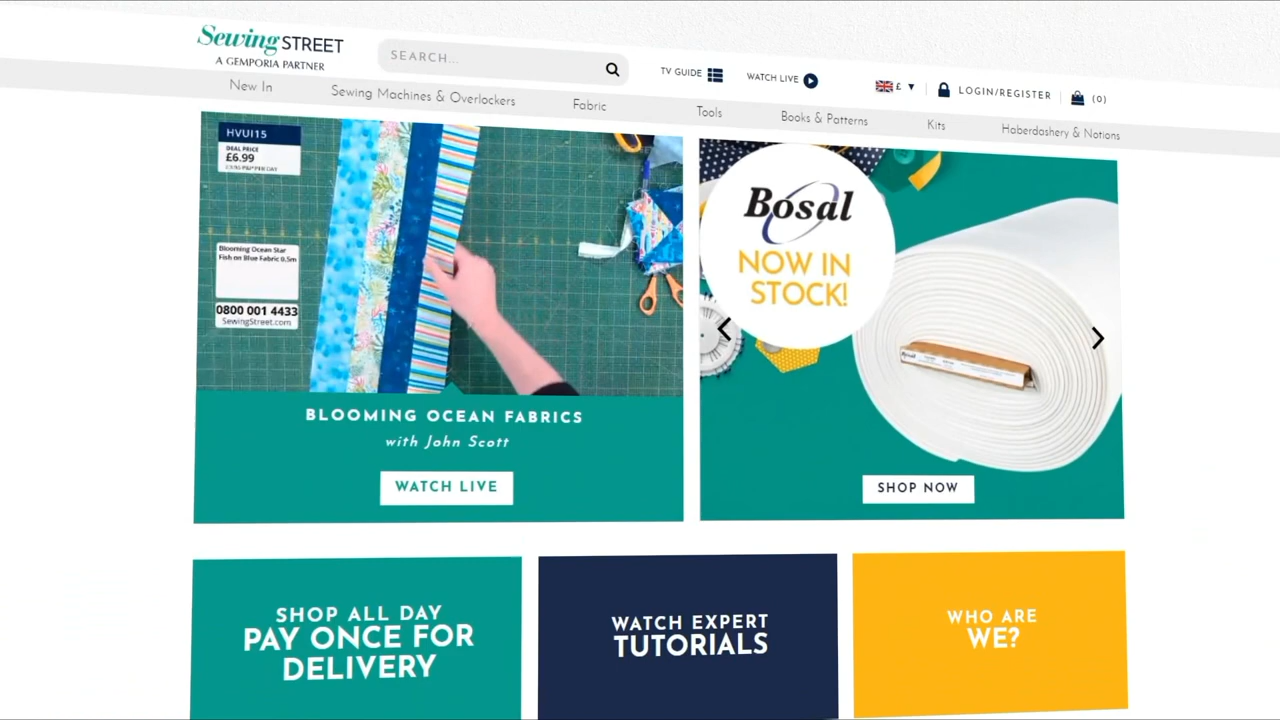 Sewing STREET
A GEMPORIA PARTNER
SEARCH...
TV GUIDE
WATCH LIVE
£
LOGIN/REGISTER
(0)
New In
Sewing Machines & Overlockers
Fabric
Tools
Books & Patterns
Kits
Haberdashery & Notions
HVUI15
DEAL PRICE
£6.99
Blooming Ocean Star
Fish on Blue Fabric 0.5m
0800 001 4433
SewingStreet.com
BLOOMING OCEAN FABRICS
with John Scott
WATCH LIVE
Bosal
NOW IN
STOCK!
SHOP NOW
SHOP ALL DAY
PAY ONCE FOR
DELIVERY
WATCH EXPERT
TUTORIALS
WHO ARE
WE?